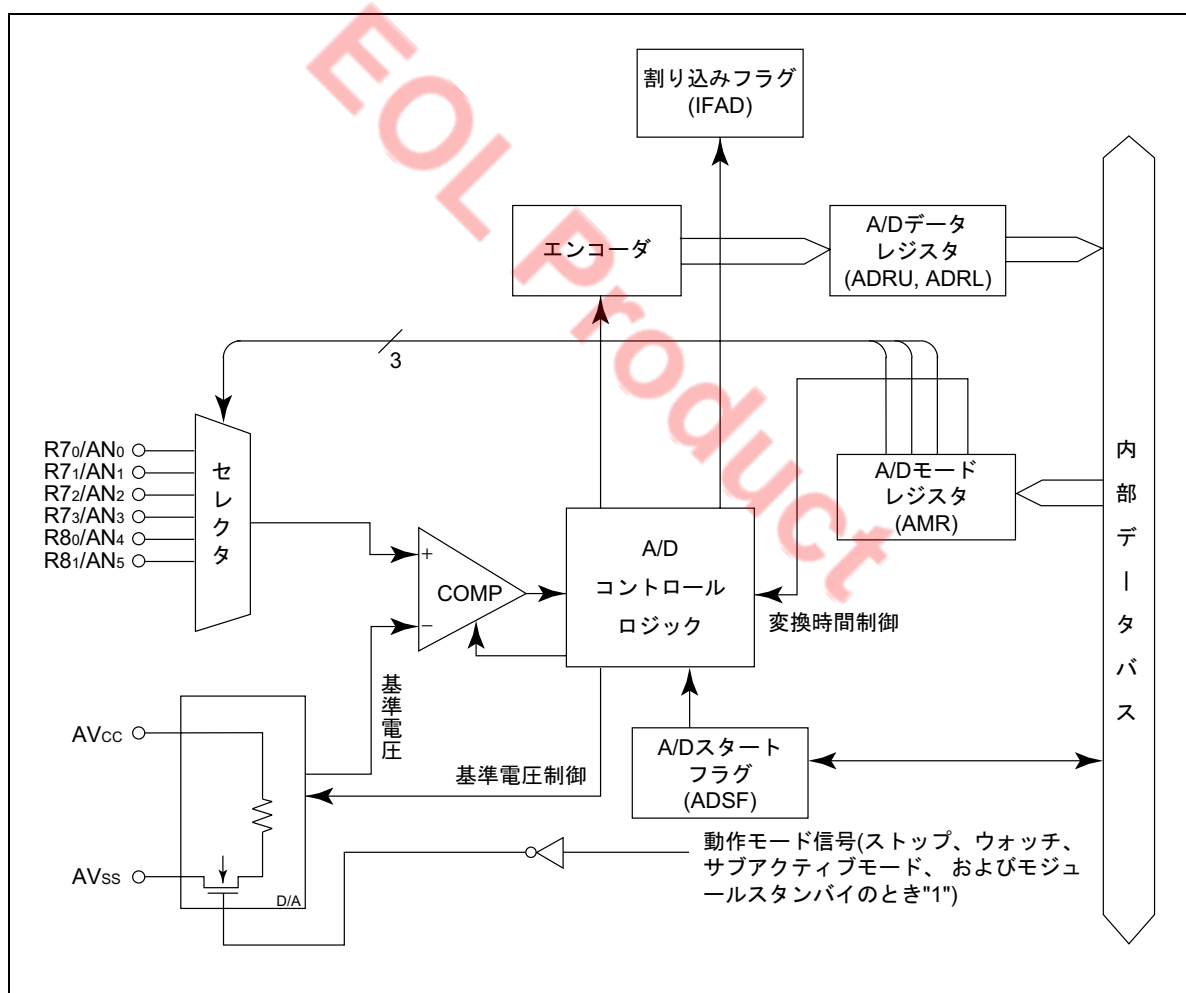 割り込みフラグ
(IFAD)
エンコーダ
A/Dデータ
レジスタ
(ADRU, ADRL)
3
R70/AN0
R71/AN1
R72/AN2
R73/AN3
R80/AN4
R81/AN5
セレクタ
A/Dモード
レジスタ
(AMR)
+
COMP
−
A/D
コントロール
ロジック
変換時間制御
内部データバス
基準電圧
AVCC
基準電圧制御
A/Dスタート
フラグ
(ADSF)
動作モード信号(ストップ、ウォッチ、
サブアクティブモード、 およびモジュ
ールスタンバイのとき"1")
AVSS
D/A
EOL Product